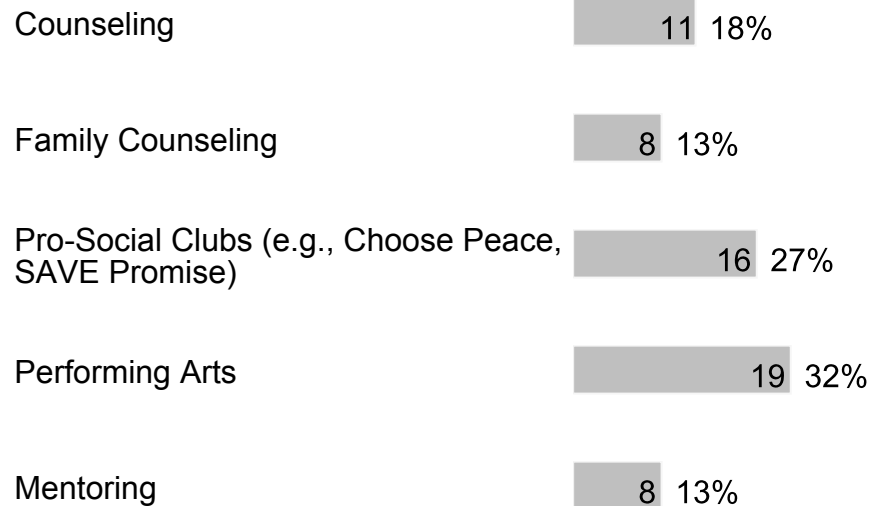 Counseling 11 18%
Family Counseling 8 13%
Pro-Social Clubs (e.g., Choose Peace,
SAVE Promise) 16 27%
Performing Arts 19 32%
Mentoring 8 13%